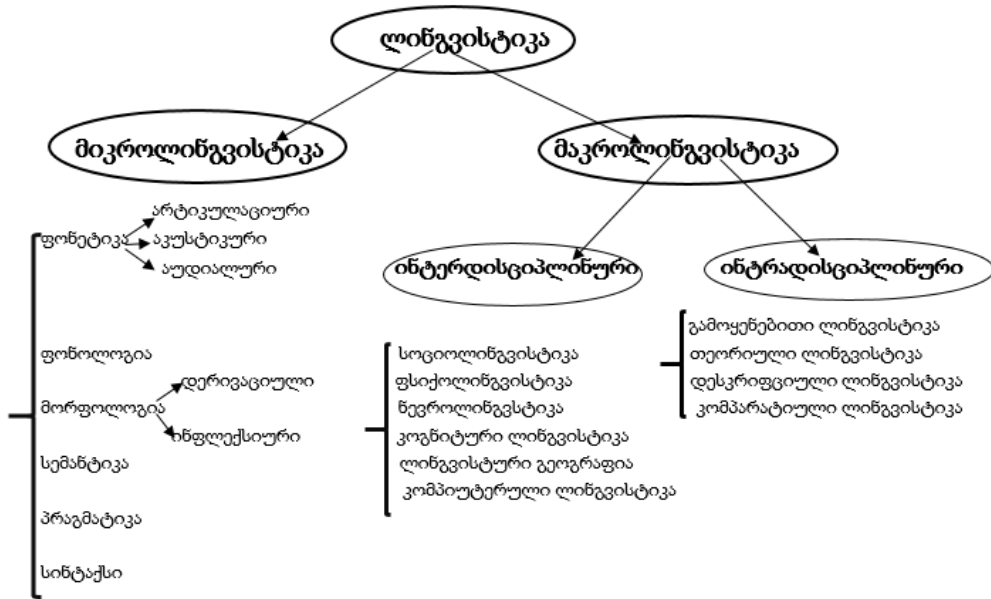 ლინგვისტიკა
მიკროლინგვისტიკა
მაკროლინგვისტიკა
ფონეტიკა
არტიკულაციური
აკუსტიკური
აუდიალური
ფონოლოგია
მორფოლოგია
დერივაციული
ინფლექსიური
სემანტიკა
პრაგმატიკა
სინტაქსი
ინტერდისციპლინური
სოციოლინგვისტიკა
ფსიქოლინგვისტიკა
ნევროლინგვსტიკა
კოგნიტური ლინგვისტიკა
ლინგვისტური გეოგრაფია
კომპიუტერული ლინგვისტიკა
ინტრადისციპლინური
გამოყენებითი ლინგვისტიკა
თეორიული ლინგვისტიკა
დესკრიფციული ლინგვისტიკა
კომპარატიული ლინგვისტიკა